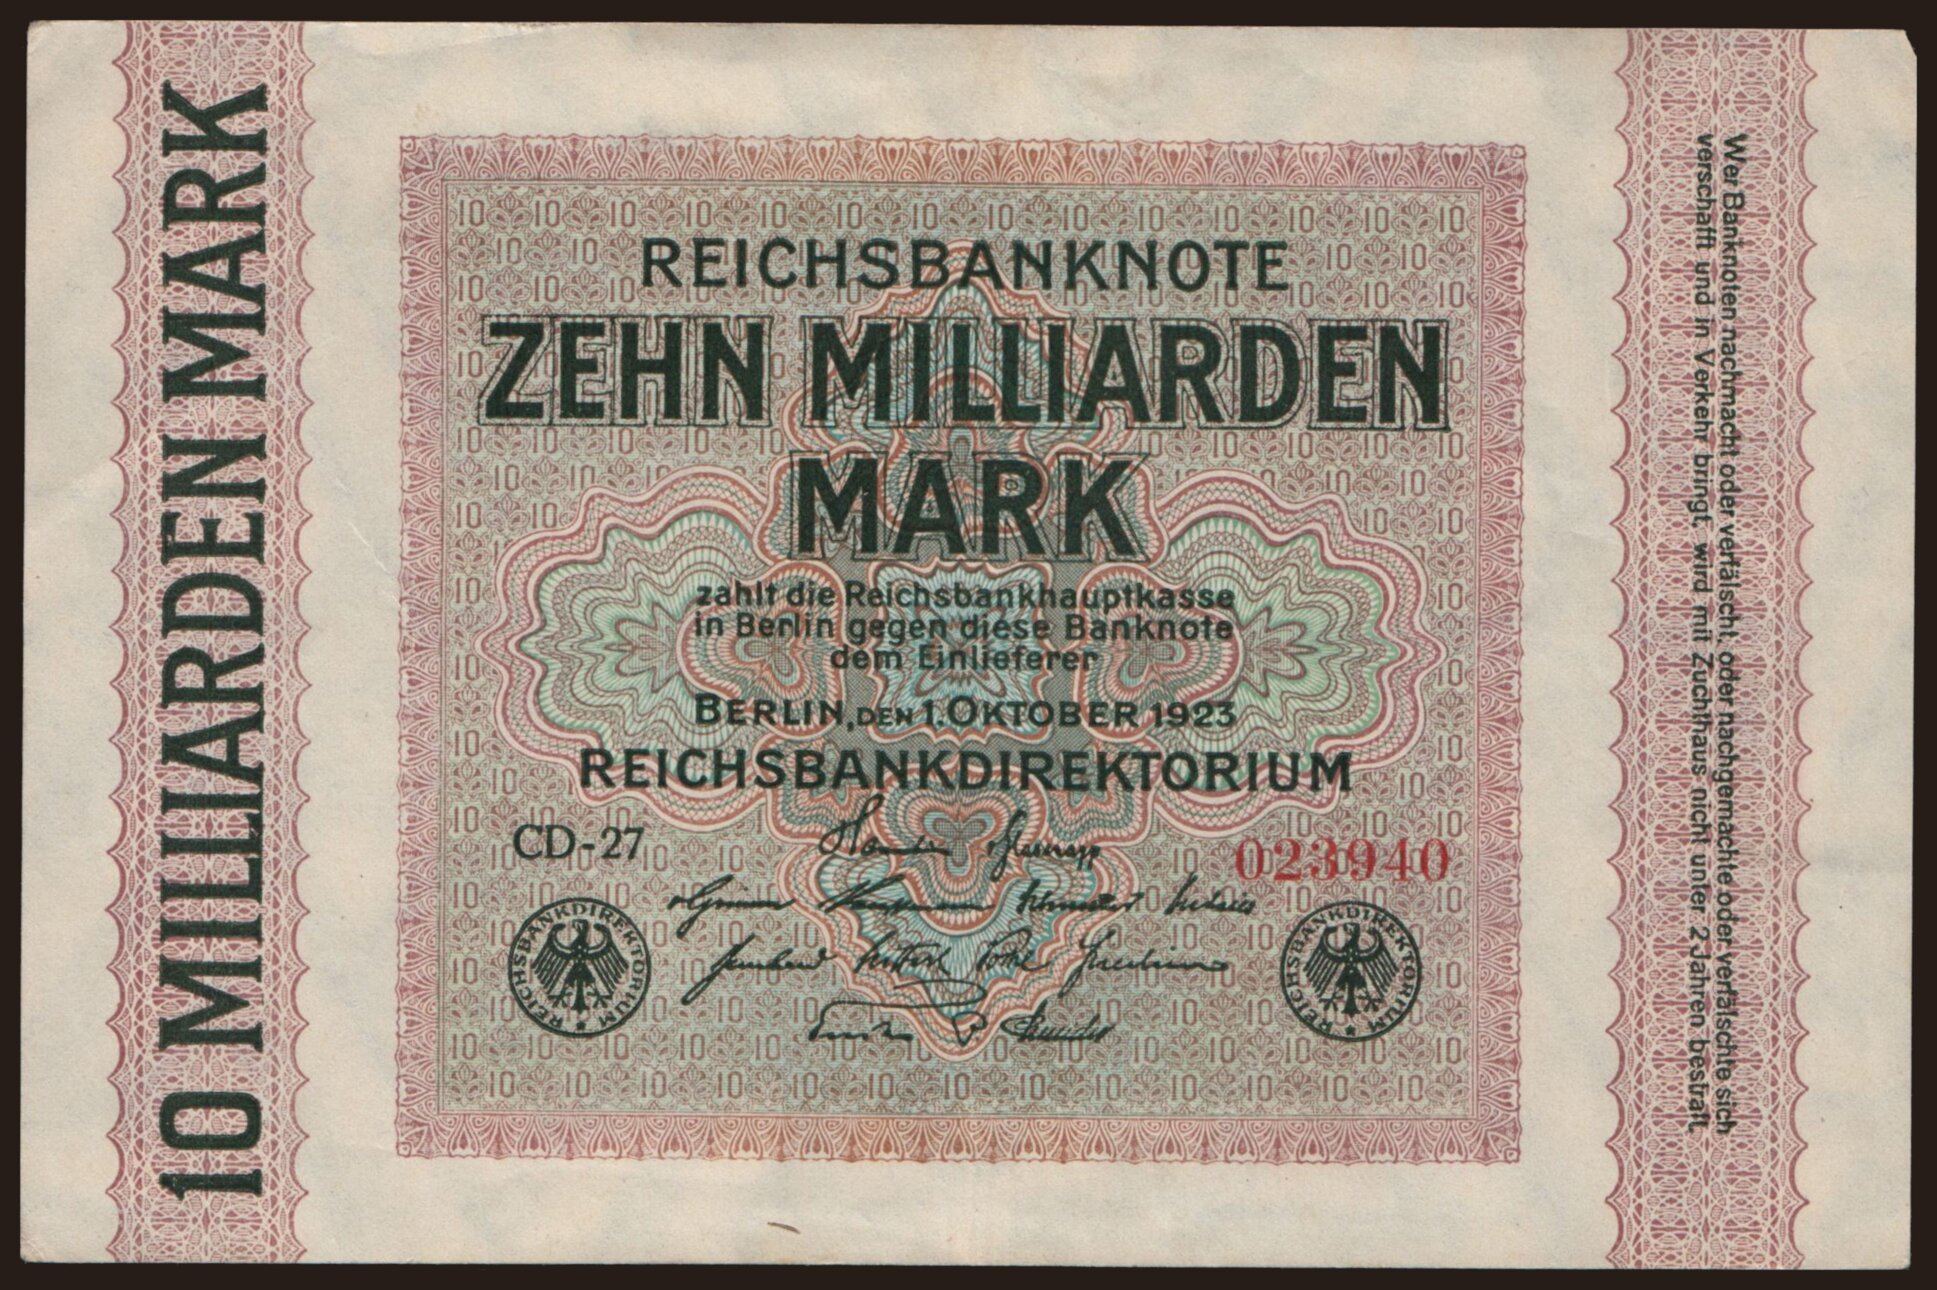 10 MILLIARDEN MARK
REICHSBANKNOTE
ZEHN MILLIARDEN
MARK
zahlt die Reichsbankhauptkasse
in Berlin gegen diese Banknote
dem Einlieferer
BERLIN, DEN 1. OKTOBER 1923
REICHSBANKDIREKTORIUM
CD-27
023940
REICHSBANKDIREKTORIUM
REICHSBANKDIREKTORIUM
Wer Banknoten nachmacht oder verfälscht, oder nachgemachte oder verfälschte sich
verschafft und in Verkehr bringt, wird mit Zuchthaus nicht unter 2 Jahren bestraft.